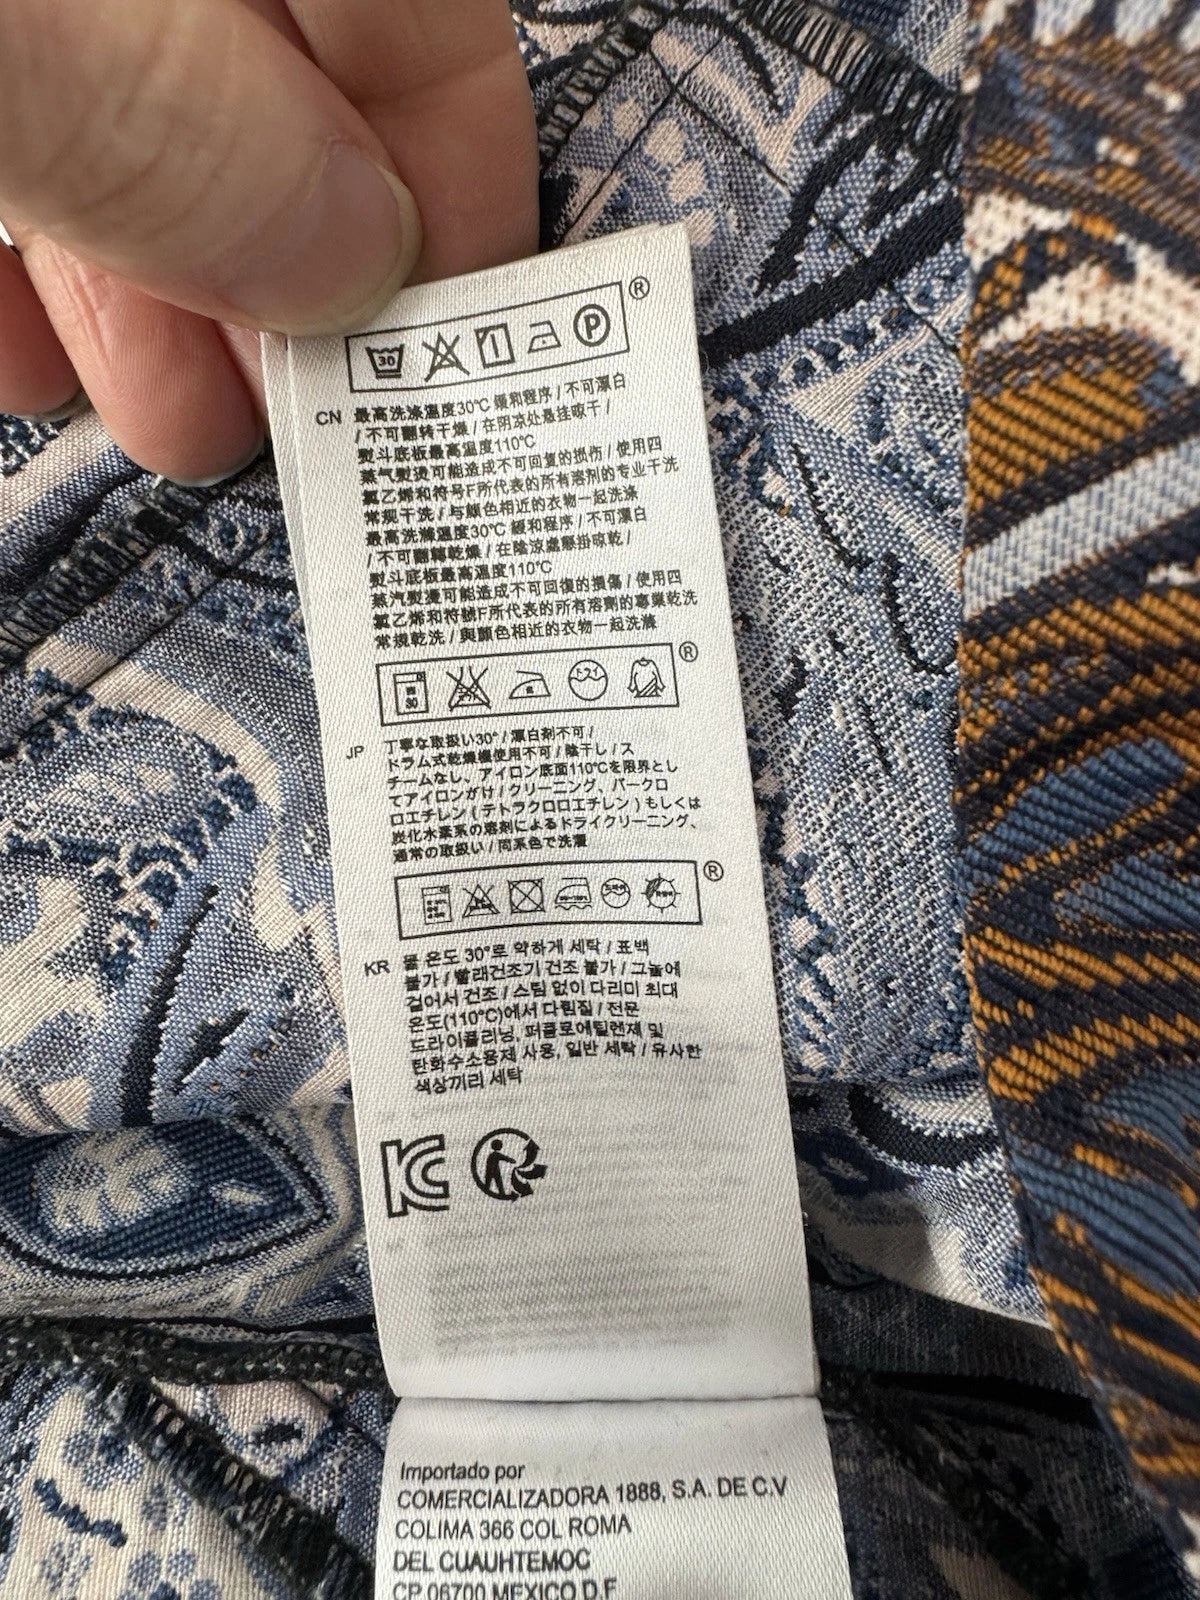 ®
30
P
CN 最高洗涤温度30℃ 緩和程序 / 不可漂白
/ 不可翻转干燥 / 在阴凉处悬挂晾干 /
熨斗底板最高温度110℃
蒸气熨烫可能造成不可回复的损伤 / 使用四
氯乙烯和符号F所代表的所有溶剂的专业干洗
常规干洗 / 与颜色相近的衣物一起洗涤
最高洗滌溫度30℃ 緩和程序 / 不可漂白
/ 不可翻轉乾燥 / 在陰涼處懸掛晾乾 /
熨斗底板最高溫度110℃
蒸汽熨燙可能造成不可回復的損傷 / 使用四
氯乙烯和符號F所代表的所有溶劑的專業乾洗
常規乾洗 / 與顏色相近的衣物一起洗滌
®
30
JP 丁寧な取扱い30° / 漂白剤不可 /
ドラム式乾燥機使用不可 / 陰干し / ス
チームなし、アイロン底面110℃を限界とし
てアイロンがけ / クリーニング、パークロ
ロエチレン ( テトラクロロエチレン ) もしくは
炭化水素系の溶剤によるドライクリーニング、
通常の取扱い / 同系色で洗濯
®
KR 물 온도 30°로 약하게 세탁 / 표백
불가 / 빨래건조기 건조 불가 / 그늘에
걸어서 건조 / 스팀 없이 다리미 최대
온도(110°C)에서 다림질 / 전문
드라이클리닝, 퍼클로에틸렌제 및
탄화수소용제 사용, 일반 세탁 / 유사한
색상끼리 세탁
KC
Importado por
COMERCIALIZADORA 1888, S.A. DE C.V
COLIMA 366 COL ROMA
DEL CUAUHTEMOC
CP 06700 MEXICO D.F